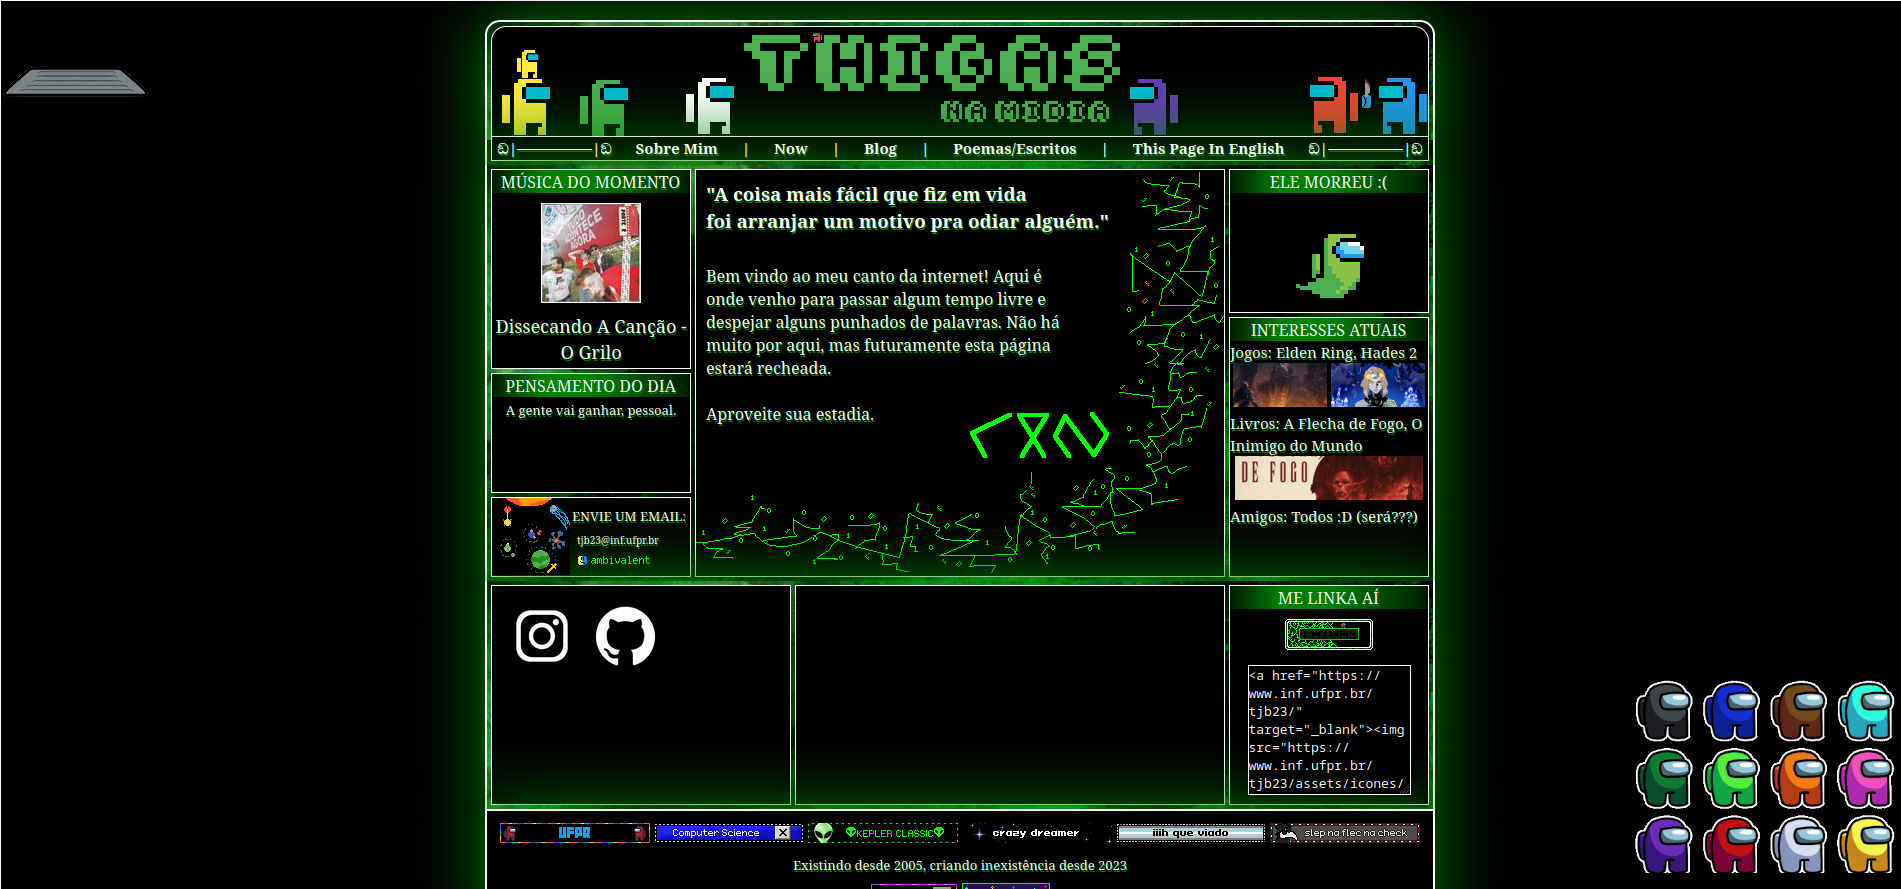 THIGAS
NA MIDIA
Sobre Mim | Now | Blog | Poemas/Escritos | This Page In English
MÚSICA DO MOMENTO
TUDO
ACONTECE
AGORA
Dissecando A Canção -
O Grilo
PENSAMENTO DO DIA
A gente vai ganhar, pessoal.
ENVIE UM EMAIL:
tjb23@inf.ufpr.br
ambivalent
"A coisa mais fácil que fiz em vida
foi arranjar um motivo pra odiar alguém."
Bem vindo ao meu canto da internet! Aqui é
onde venho para passar algum tempo livre e
despejar alguns punhados de palavras. Não há
muito por aqui, mas futuramente esta página
estará recheada.
Aproveite sua estadia.
ELE MORREU :(
INTERESSES ATUAIS
Jogos: Elden Ring, Hades 2
Livros: A Flecha de Fogo, O
Inimigo do Mundo
DE FOGO
Amigos: Todos :D (será???)
ME LINKA AÍ
THIGAS
<a href="https://
www.inf.ufpr.br/
tjb23/"
target="_blank"><img
src="https://
www.inf.ufpr.br/
tjb23/assets/icones/
UFPR
Computer Science
KEPLER CLASSIC
crazy dreamer
iiih que viado
slep na flec na check
Existindo desde 2005, criando inexistência desde 2023